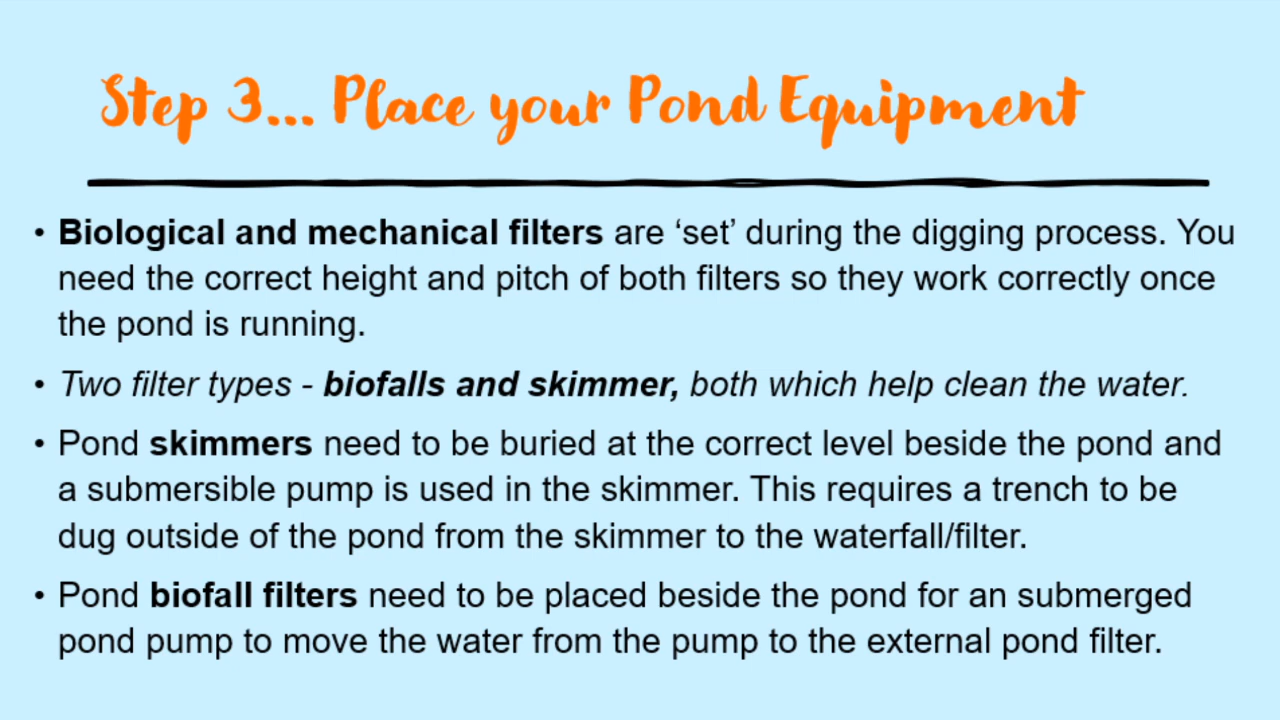 Step 3... Place your Pond Equipment
• Biological and mechanical filters are ‘set’ during the digging process. You
need the correct height and pitch of both filters so they work correctly once
the pond is running.
• Two filter types - biofalls and skimmer, both which help clean the water.
• Pond skimmers need to be buried at the correct level beside the pond and
a submersible pump is used in the skimmer. This requires a trench to be
dug outside of the pond from the skimmer to the waterfall/filter.
• Pond biofall filters need to be placed beside the pond for an submerged
pond pump to move the water from the pump to the external pond filter.